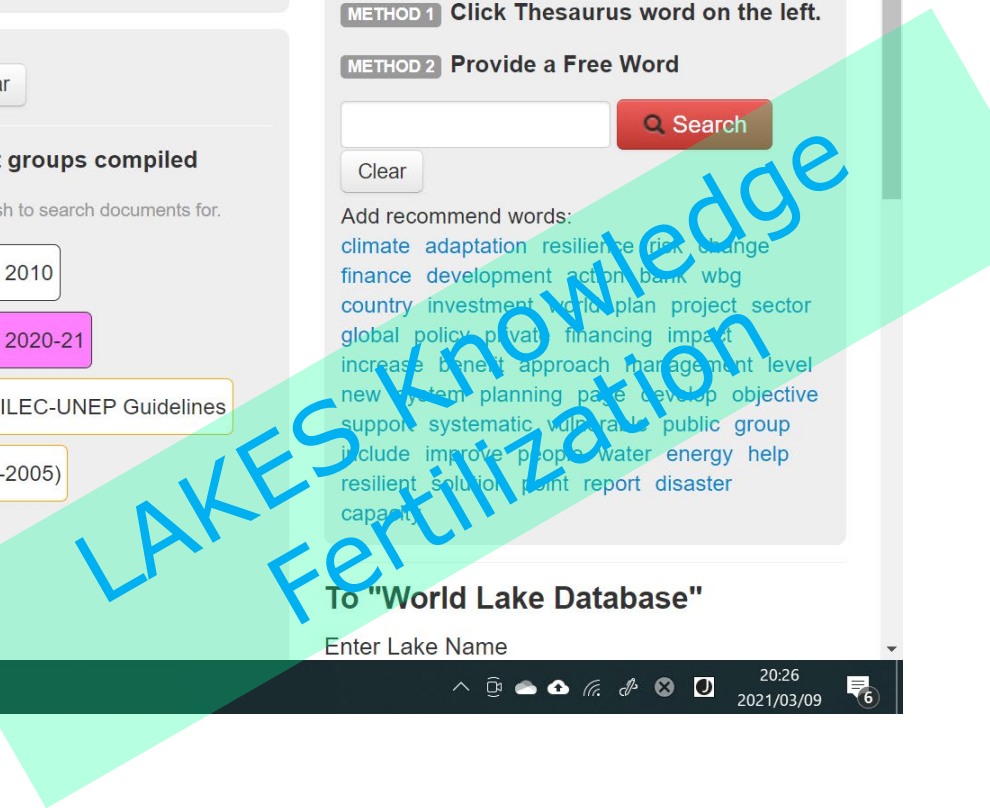 METHOD 1 Click Thesaurus word on the left.
METHOD 2 Provide a Free Word
Search
Clear
groups compiled
to search documents for.
2010
2020-21
ILEC-UNEP Guidelines
-2005)
Add recommend words:
climate adaptation resilience risk change
finance development action bank wbg
country investment world plan project sector
global policy private financing impact
increase benefit approach management level
new system planning page develop objective
support systematic vulnerable public group
include improve people water energy help
resilient solution point report disaster
capacity
To "World Lake Database"
Enter Lake Name
LAKES Knowledge
Fertilization
20:26
2021/03/09
6